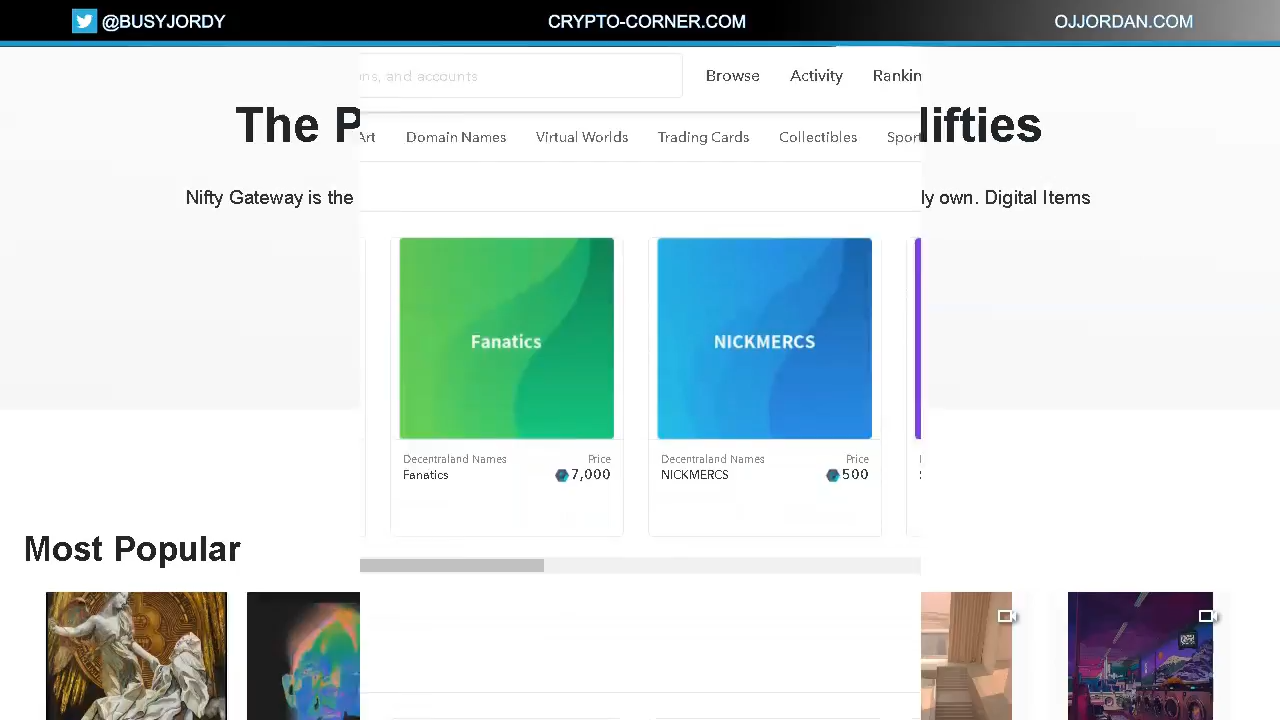 @BUSYJORDY
CRYPTO-CORNER.COM
OJJORDAN.COM
ns, and accounts
Browse
Activity
Rankin
The P
lifties
Art
Domain Names
Virtual Worlds
Trading Cards
Collectibles
Sport
Nifty Gateway is the
ly own. Digital Items
Fanatics
NICKMERCS
Decentraland Names
Price
Fanatics
7,000
Decentraland Names
Price
NICKMERCS
500
Most Popular